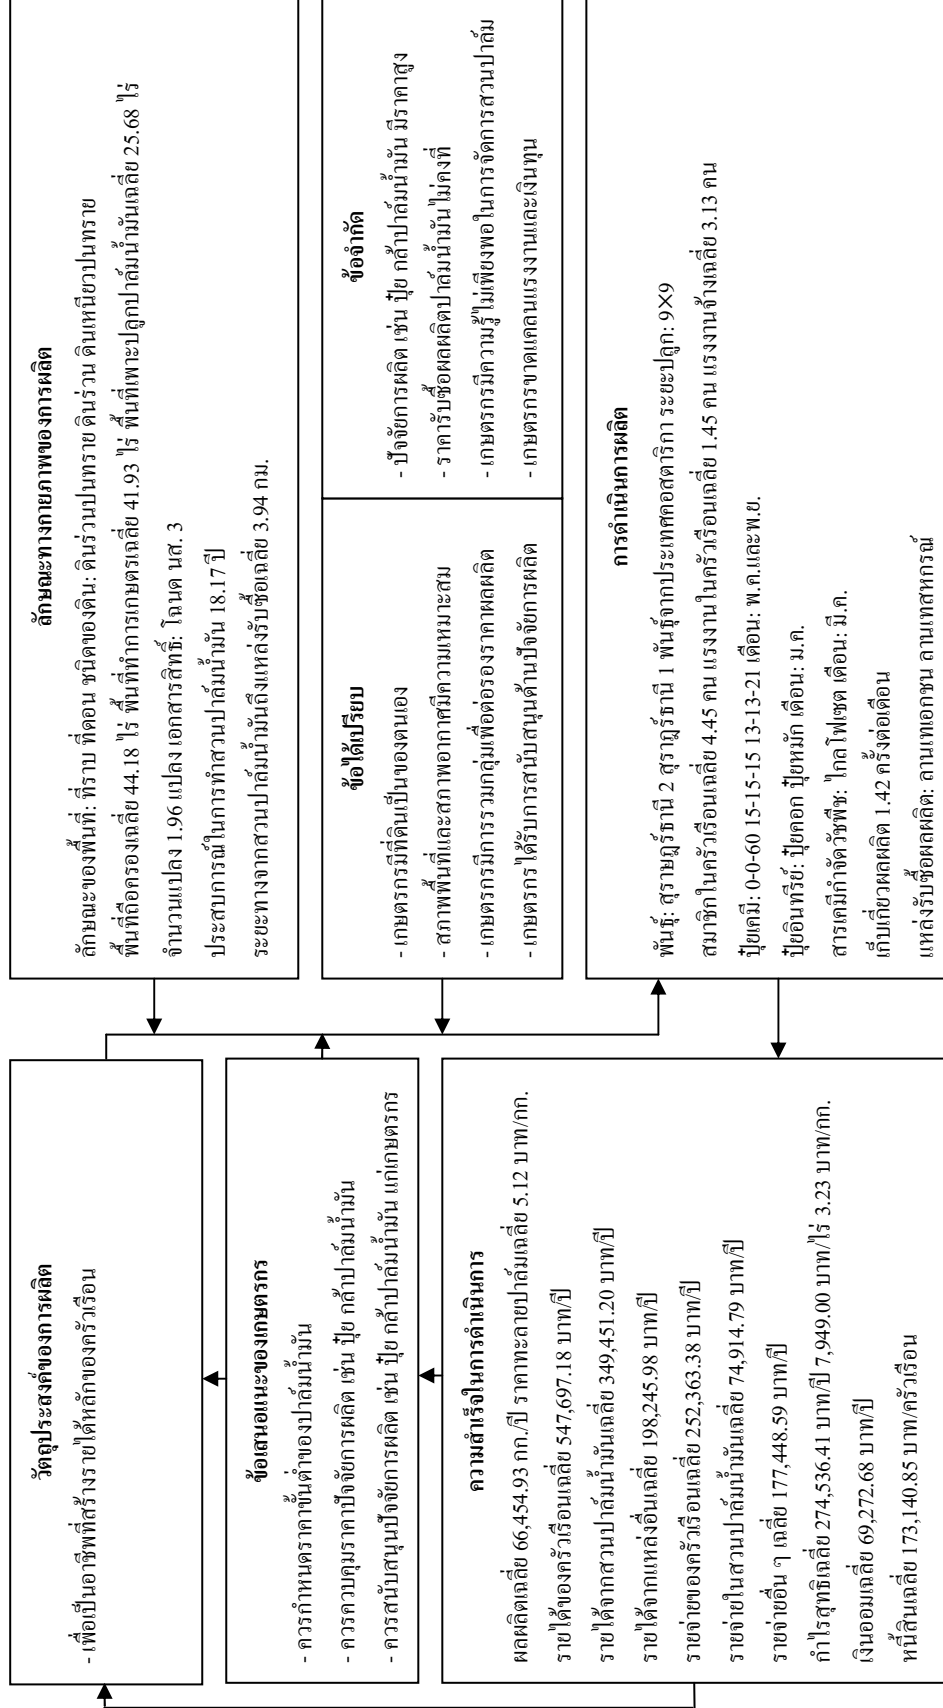 วัตถุประสงค์ของการผลิต
- เพื่อเป็นอาชีพที่สร้างรายได้หลักของครัวเรือน
ข้อเสนอแนะของเกษตรกร
- ควรกำหนดราคาขั้นต่ำของปาล์มน้ำมัน
- ควรควบคุมราคาปัจจัยการผลิต เช่น ปุ๋ย กล้าปาล์มน้ำมัน
- ควรสนับสนุนปัจจัยการผลิต เช่น ปุ๋ย กล้าปาล์มน้ำมัน แก่เกษตรกร
ความสำเร็จในการดำเนินการ
ผลผลิตเฉลี่ย 66,454.93 กก./ปี ราคาทะลายปาล์มเฉลี่ย 5.12 บาท/กก.
รายได้ของครัวเรือนเฉลี่ย 547,697.18 บาท/ปี
รายได้จากสวนปาล์มน้ำมันเฉลี่ย 349,451.20 บาท/ปี
รายได้จากแหล่งอื่นเฉลี่ย 198,245.98 บาท/ปี
รายจ่ายของครัวเรือนเฉลี่ย 252,363.38 บาท/ปี
รายจ่ายในสวนปาล์มน้ำมันเฉลี่ย 74,914.79 บาท/ปี
รายจ่ายอื่น ๆ เฉลี่ย 177,448.59 บาท/ปี
กำไรสุทธิเฉลี่ย 274,536.41 บาท/ปี 7,949.00 บาท/ไร่ 3.23 บาท/กก.
เงินออมเฉลี่ย 69,272.68 บาท/ปี
หนี้สินเฉลี่ย 173,140.85 บาท/ครัวเรือน
ลักษณะทางกายภาพของการผลิต
ลักษณะของพื้นที่: ที่ราบ ที่ดอน ชนิดของดิน: ดินร่วนปนทราย ดินร่วน ดินเหนียวปนทราย
พื้นที่ถือครองเฉลี่ย 44.18 ไร่ พื้นที่ทำการเกษตรเฉลี่ย 41.93 ไร่ พื้นที่เพาะปลูกปาล์มน้ำมันเฉลี่ย 25.68 ไร่
จำนวนแปลง 1.96 แปลง เอกสารสิทธิ์: โฉนด นส. 3
ประสบการณ์ในการทำสวนปาล์มน้ำมัน 18.17 ปี
ระยะทางจากสวนปาล์มน้ำมันถึงแหล่งรับซื้อเฉลี่ย 3.94 กม.
ข้อได้เปรียบ
- เกษตรกรมีที่ดินเป็นของตนเอง
- สภาพพื้นที่และสภาพอากาศมีความเหมาะสม
- เกษตรกรมีการรวมกลุ่มเพื่อต่อรองราคาผลผลิต
- เกษตรกรได้รับการสนับสนุนด้านปัจจัยการผลิต
ข้อจำกัด
- ปัจจัยการผลิต เช่น ปุ๋ย กล้าปาล์มน้ำมัน มีราคาสูง
- ราคารับซื้อผลผลิตปาล์มน้ำมันไม่คงที่
- เกษตรกรมีความรู้ไม่เพียงพอในการจัดการสวนปาล์ม
- เกษตรกรขาดแคลนแรงงานและเงินทุน
การดำเนินการผลิต
พันธุ์: สุราษฎร์ธานี 2 สุราฎร์ธานี 1 พันธุ์จากประเทศคอสตาริกา ระยะปลูก: 9×9
สมาชิกในครัวเรือนเฉลี่ย 4.45 คน แรงงานในครัวเรือนเฉลี่ย 1.45 คน แรงงานจ้างเฉลี่ย 3.13 คน
ปุ๋ยเคมี: 0-0-60 15-15-15 13-13-21 เดือน: พ.ค.และพ.ย.
ปุ๋ยอินทรีย์: ปุ๋ยคอก ปุ๋ยหมัก เดือน: ม.ค.
สารเคมีกำจัดวัชพืช: ไกลโฟเซต เดือน: มี.ค.
เก็บเกี่ยวผลผลิต 1.42 ครั้งต่อเดือน
แหล่งรับซื้อผลผลิต: ลานเทเอกชน ลานเทสหกรณ์